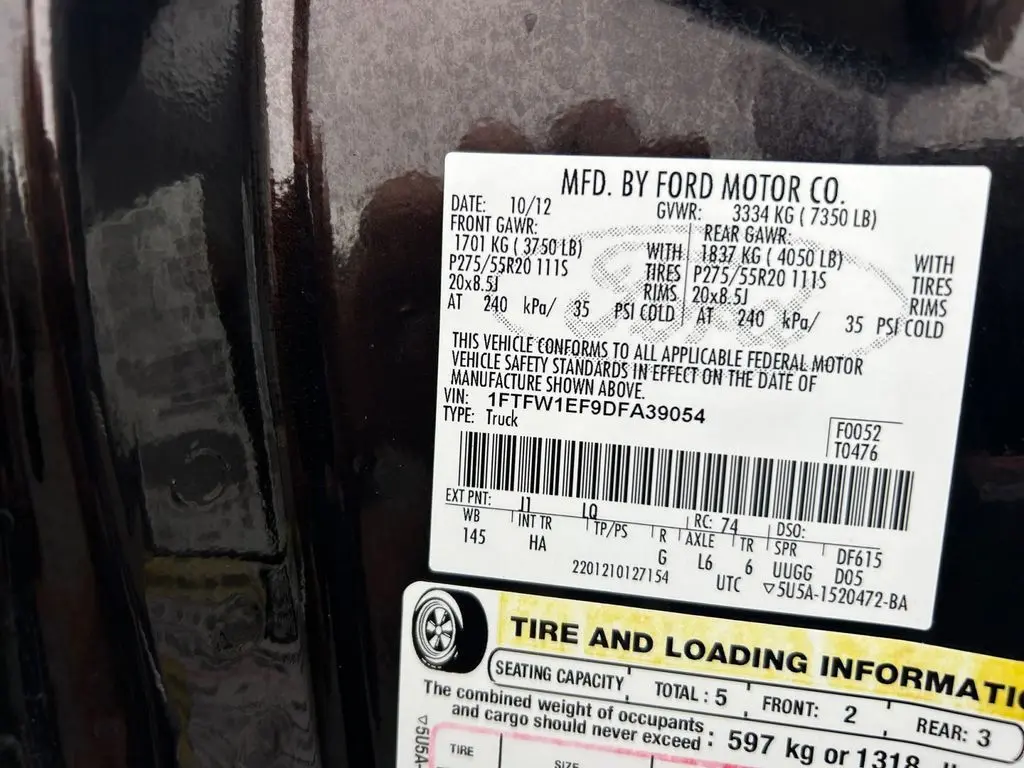 MFD. BY FORD MOTOR CO.
DATE: 10/12 GVWR: 3334 KG ( 7350 LB)
FRONT GAWR: REAR GAWR:
1701 KG ( 3750 LB) WITH 1837 KG ( 4050 LB) WITH
P275/55R20 111S TIRES P275/55R20 111S TIRES
20x8.5J RIMS 20x8.5J RIMS
AT 240 kPa/ 35 PSI COLD AT 240 kPa/ 35 PSI COLD
THIS VEHICLE CONFORMS TO ALL APPLICABLE FEDERAL MOTOR
VEHICLE SAFETY STANDARDS IN EFFECT ON THE DATE OF
MANUFACTURE SHOWN ABOVE.
VIN: 1FTFW1EF9DFA39054
TYPE: Truck
F0052
T0476
EXT PNT: J1 LQ RC: 74 DSO:
WB INT TR TP/PS R AXLE TR SPR DF615
145 HA G L6 6 UUGG D05
2201210127154 UTC ▽5U5A-1520472-BA
TIRE AND LOADING
SEATING CAPACITY TOTAL : 5 FRONT: 2 REAR: 3
The combined weight of occupants
and cargo should never exceed : 597 kg or 1318
TIRE SIZE
▽5U5A-